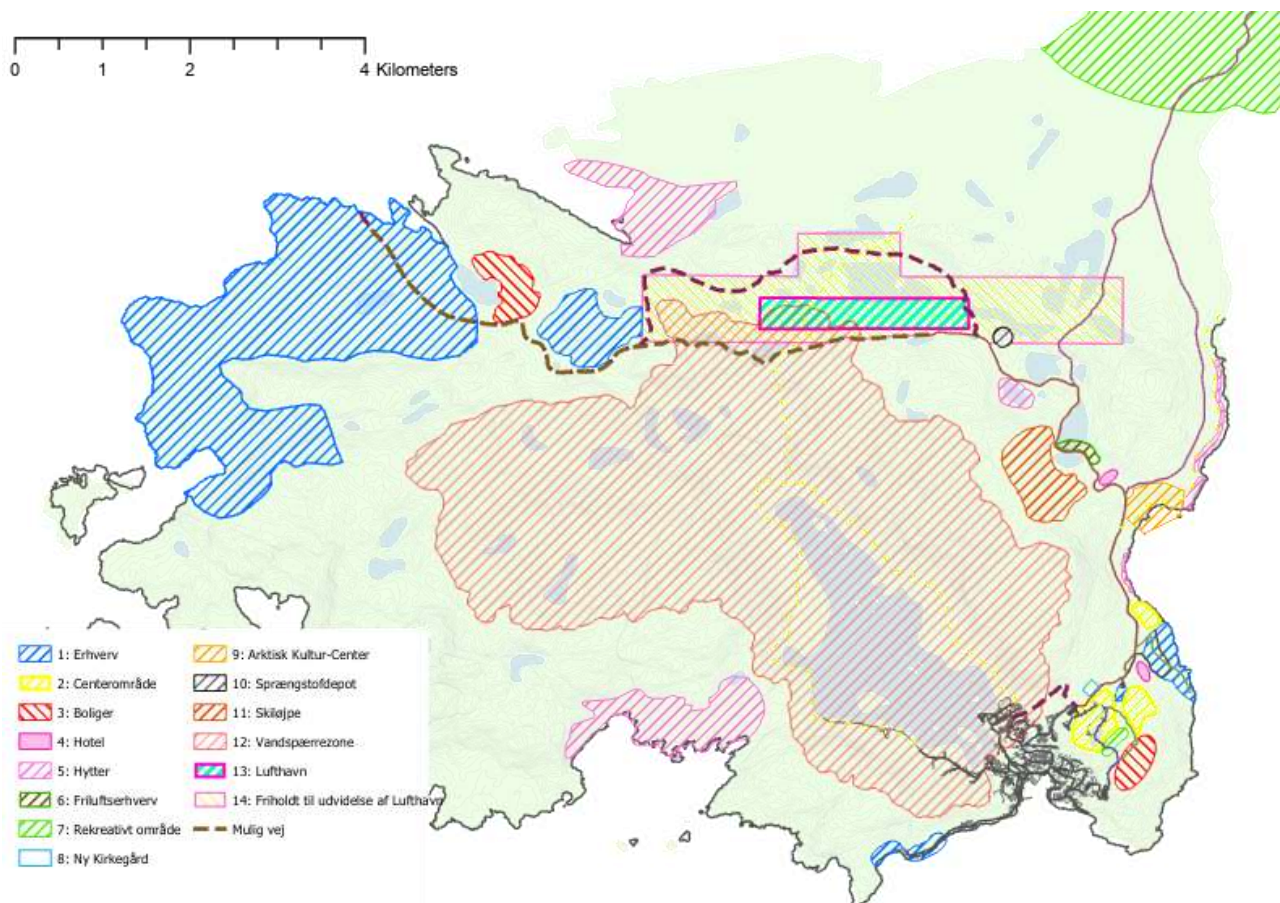 0 1 2 4 Kilometers
1: Erhverv
2: Centerområde
3: Boliger
4: Hotel
5: Hytter
6: Friluftserhverv
7: Rekreativt område
8: Ny Kirkegård
9: Arktisk Kultur-Center
10: Sprængstofdepot
11: Skiløjpe
12: Vandspærrezone
13: Lufthavn
14: Friholdt til udvidelse af Lufthavn
Mulig vej